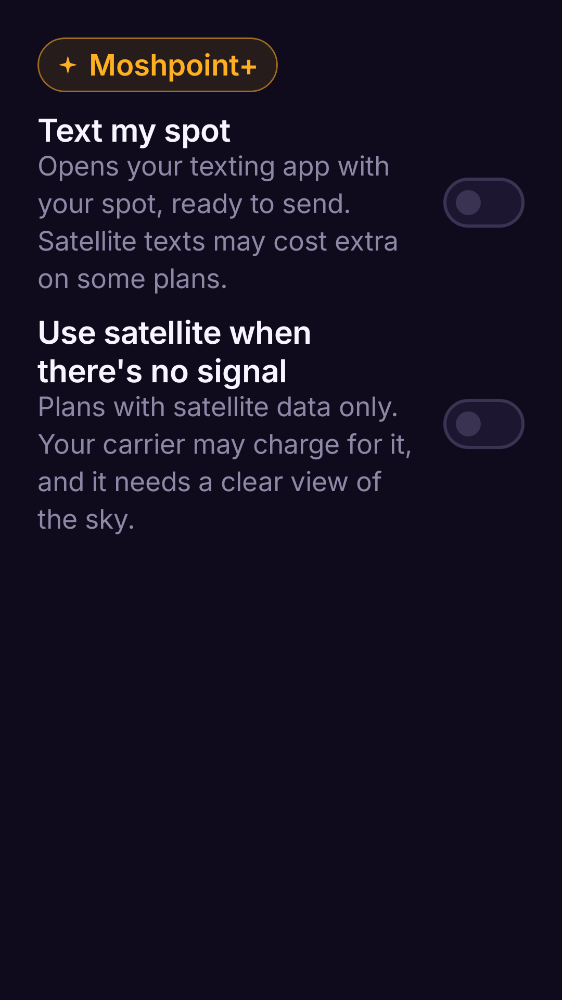 Moshpoint+
Text my spot
Opens your texting app with
your spot, ready to send.
Satellite texts may cost extra
on some plans.
Use satellite when
there's no signal
Plans with satellite data only.
Your carrier may charge for it,
and it needs a clear view of
the sky.